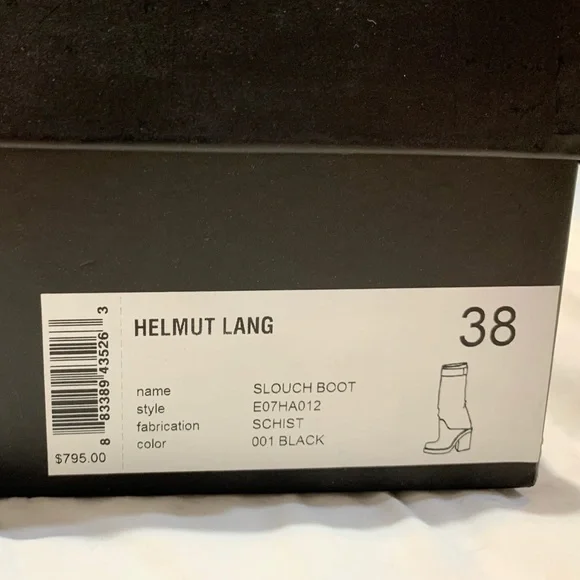 HELMUT LANG
38
name SLOUCH BOOT
style E07HA012
fabrication SCHIST
color 001 BLACK
8 83389 43526 3
$795.00